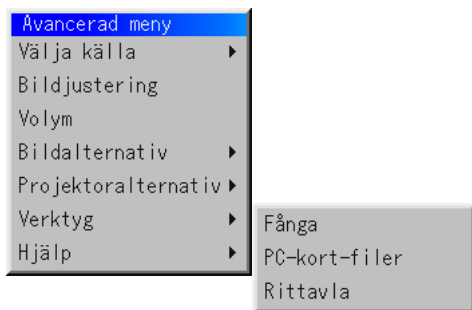 Avancerad meny
Välja källa
Bildjustering
Volym
Bildalternativ
Projektoralternativ
Verktyg
Hjälp
Fånga
PC-kort-filer
Rittavla